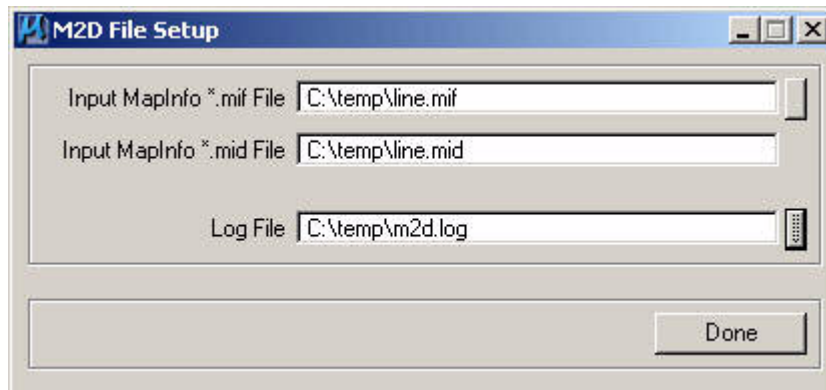 M2D File Setup
Input MapInfo *.mif File C:\temp\line.mif
Input MapInfo *.mid File C:\temp\line.mid
Log File C:\temp\m2d.log
Done